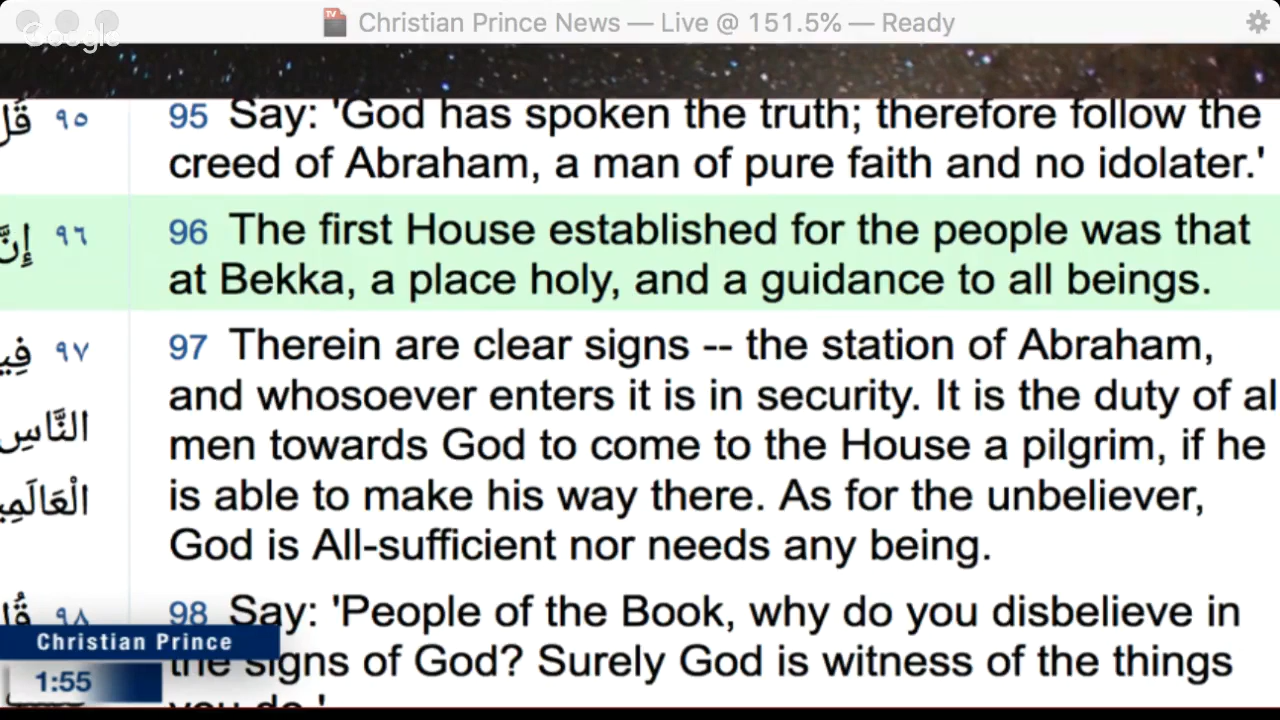 Christian Prince News — Live @ 151.5% — Ready
Google
٩٥ قُلْ
95 Say: 'God has spoken the truth; therefore follow the
creed of Abraham, a man of pure faith and no idolater.'
٩٦ إِنَّ
96 The first House established for the people was that
at Bekka, a place holy, and a guidance to all beings.
٩٧
97 Therein are clear signs -- the station of Abraham,
and whosoever enters it is in security. It is the duty of al
النَّاسِ
men towards God to come to the House a pilgrim, if he
is able to make his way there. As for the unbeliever,
God is All-sufficient nor needs any being.
٩٨
98 Say: 'People of the Book, why do you disbelieve in
the signs of God? Surely God is witness of the things
you do.'
Christian Prince
1:55